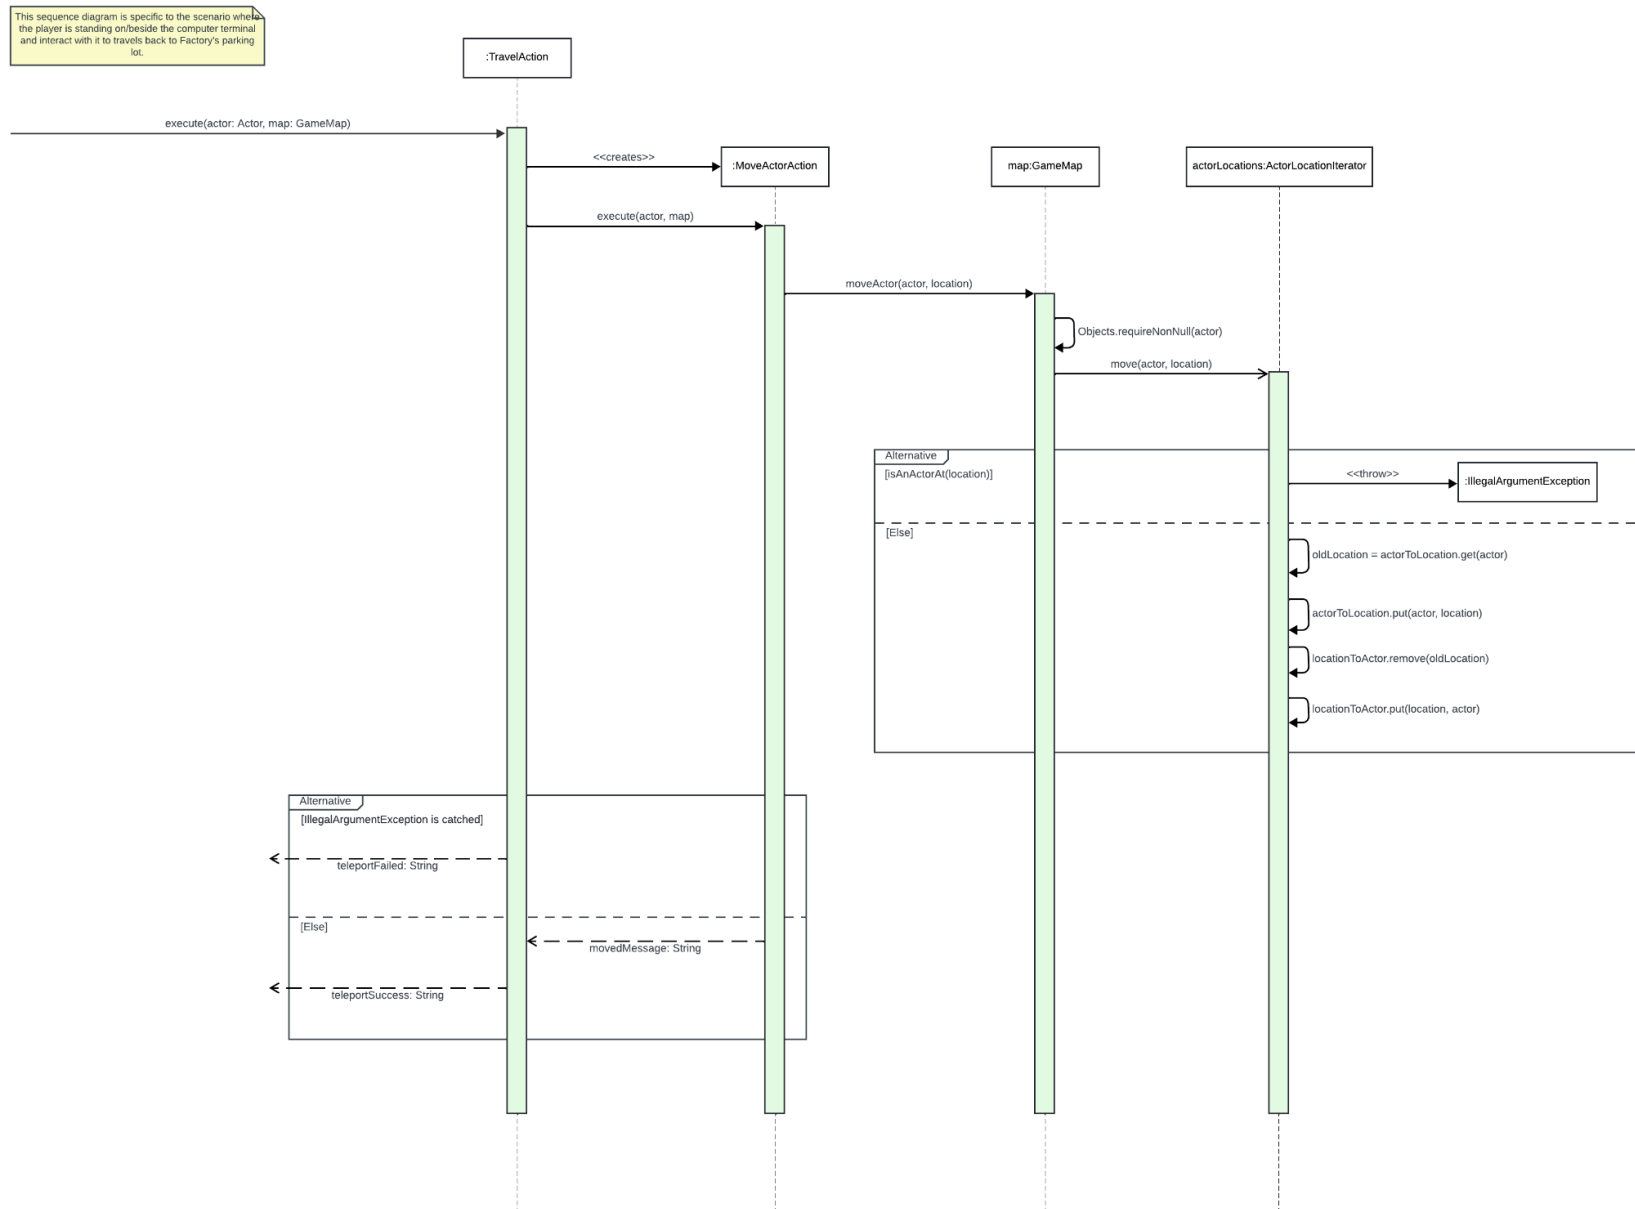 This sequence diagram is specific to the scenario where
the player is standing on/beside the computer terminal
and interact with it to travels back to Factory's parking
lot.
:TravelAction
execute(actor: Actor, map: GameMap)
<<creates>>
:MoveActorAction
map:GameMap
actorLocations:ActorLocationIterator
execute(actor, map)
moveActor(actor, location)
Objects.requireNonNull(actor)
move(actor, location)
Alternative
[isAnActorAt(location)]
<<throw>>
:IllegalArgumentException
[Else]
oldLocation = actorToLocation.get(actor)
actorToLocation.put(actor, location)
locationToActor.remove(oldLocation)
locationToActor.put(location, actor)
Alternative
[IllegalArgumentException is catched]
teleportFailed: String
[Else]
movedMessage: String
teleportSuccess: String